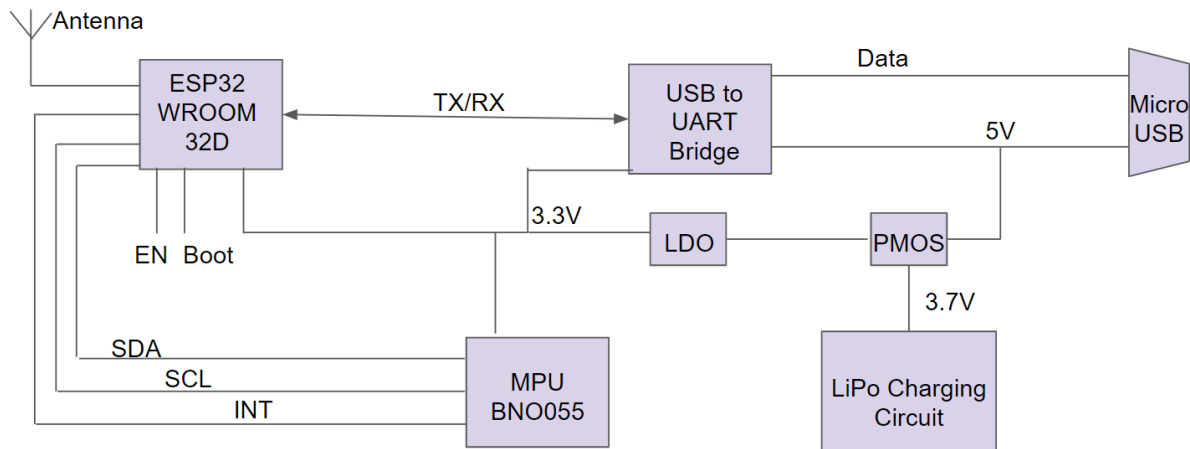 Antenna
ESP32
WROOM
32D
TX/RX
USB to
UART
Bridge
Data
5V
Micro
USB
EN
Boot
3.3V
LDO
PMOS
3.7V
SDA
SCL
INT
MPU
BNO055
LiPo Charging
Circuit